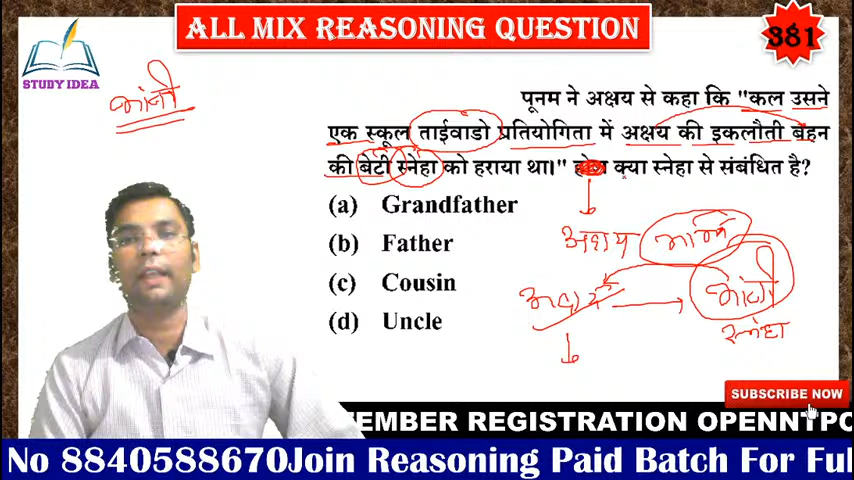 ALL MIX REASONING QUESTION
381
STUDY IDEA
भांजी
पूनम ने अक्षय से कहा कि "कल उसने
एक स्कूल ताईवाडो प्रतियोगिता में अक्षय की इकलौती बहन
की बेटी स्नेहा को हराया था।" क्या स्नेहा से संबंधित है?
(a) Grandfather
(b) Father
(c) Cousin
(d) Uncle
अक्षय
भांजी
स्नेहा
SUBSCRIBE NOW
EMBER REGISTRATION OPENNTPC
No 8840588670Join Reasoning Paid Batch For Ful